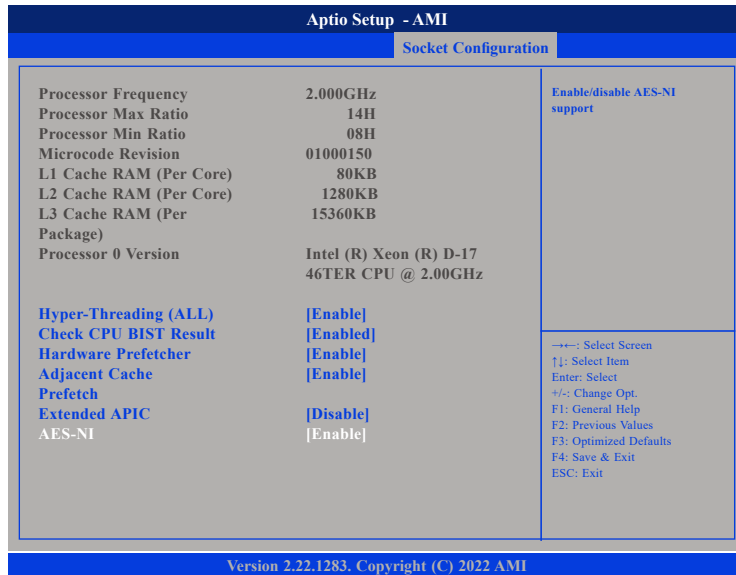 Aptio Setup - AMI
Socket Configuration
Processor Frequency 2.000GHz
Processor Max Ratio 14H
Processor Min Ratio 08H
Microcode Revision 01000150
L1 Cache RAM (Per Core) 80KB
L2 Cache RAM (Per Core) 1280KB
L3 Cache RAM (Per 15360KB
Package)
Processor 0 Version Intel (R) Xeon (R) D-17
46TER CPU @ 2.00GHz
Hyper-Threading (ALL) [Enable]
Check CPU BIST Result [Enabled]
Hardware Prefetcher [Enable]
Adjacent Cache [Enable]
Prefetch
Extended APIC [Disable]
AES-NI [Enable]
Enable/disable AES-NI
support
→←: Select Screen
↑↓: Select Item
Enter: Select
+/-: Change Opt.
F1: General Help
F2: Previous Values
F3: Optimized Defaults
F4: Save & Exit
ESC: Exit
Version 2.22.1283. Copyright (C) 2022 AMI